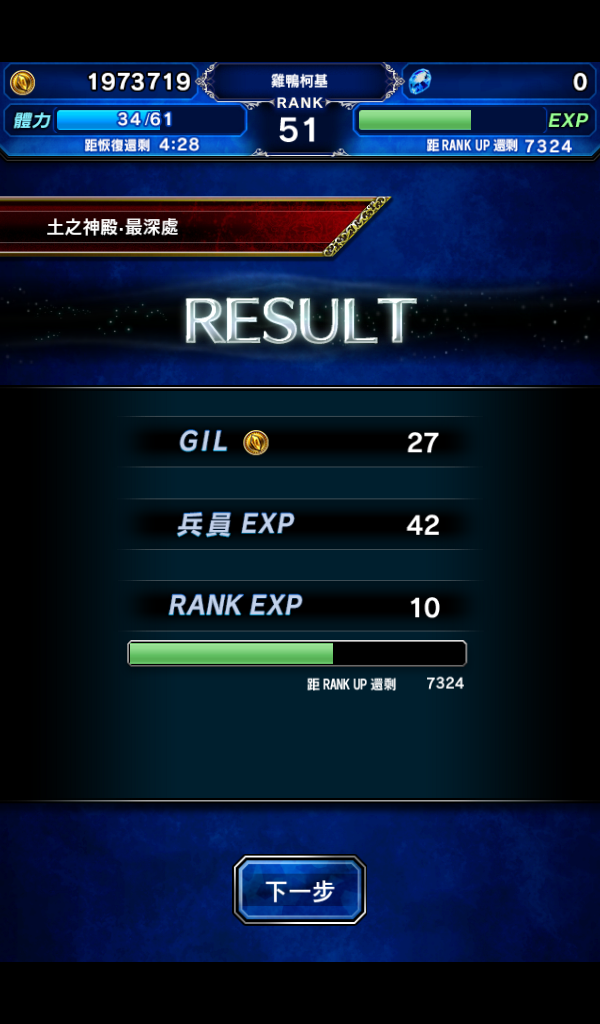 1973719
雞鴨柯基
0
RANK
51
體力 34/61
EXP
距恢復還剩 4:28
距 RANK UP 還剩 7324
土之神殿·最深處
RESULT
GIL 27
兵員 EXP 42
RANK EXP 10
距 RANK UP 還剩 7324
下一步